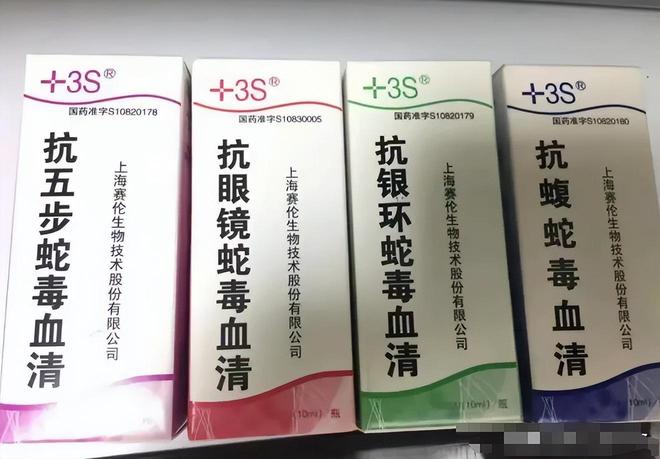 +3S®
国药准字S10820178
抗五步蛇毒血清
上海赛伦生物技术股份有限公司
(10ml)/瓶
+3S®
国药准字S10830005
抗眼镜蛇毒血清
上海赛伦生物技术股份有限公司
(10ml)/瓶
+3S®
国药准字S10820179
抗银环蛇毒血清
上海赛伦生物技术股份有限公司
(10ml)/瓶
+3S®
国药准字S10820180
抗蝮蛇毒血清
上海赛伦生物技术股份有限公司
(10ml)/瓶